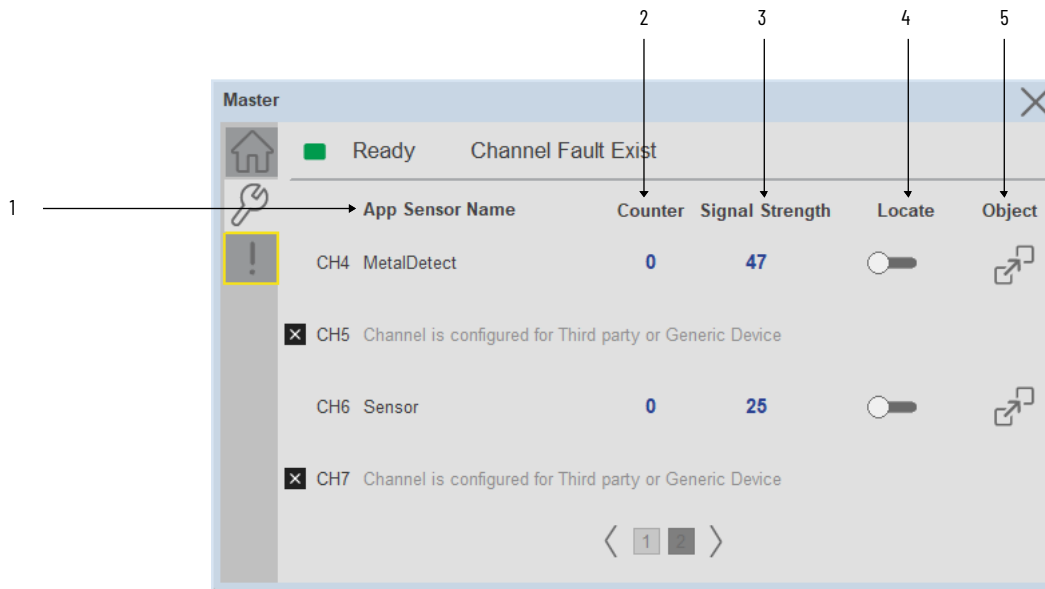 2 3 4 5
Master
Ready Channel Fault Exist
1
App Sensor Name Counter Signal Strength Locate Object
CH4 MetalDetect 0 47
CH5 Channel is configured for Third party or Generic Device
CH6 Sensor 0 25
CH7 Channel is configured for Third party or Generic Device
1 2